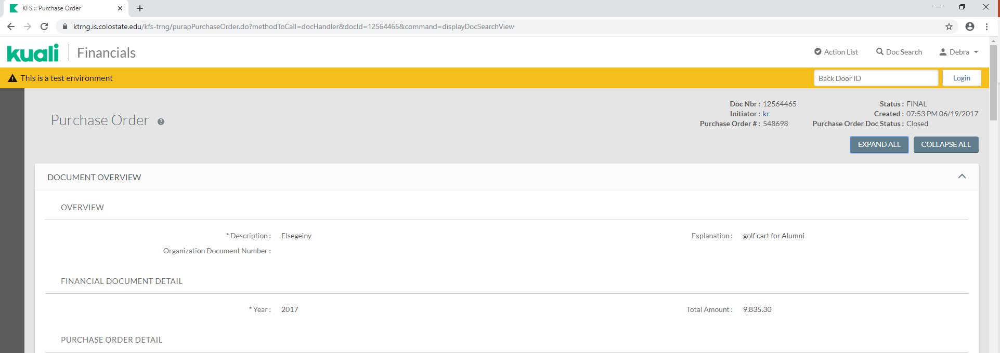 KFS :: Purchase Order
ktrng.is.colostate.edu/kfs-trng/purapPurchaseOrder.do?methodToCall=docHandler&docId=12564465&command=displayDocSearchView
kuali Financials
Action List Doc Search Debra
This is a test environment
Back Door ID Login
Doc Nbr : 12564465 Status : FINAL
Initiator : kr Created : 07:53 PM 06/19/2017
Purchase Order
Purchase Order # : 548698 Purchase Order Doc Status : Closed
EXPAND ALL COLLAPSE ALL
DOCUMENT OVERVIEW
OVERVIEW
* Description : Elsegeiny Explanation : golf cart for Alumni
Organization Document Number :
FINANCIAL DOCUMENT DETAIL
* Year : 2017 Total Amount : 9,835.30
PURCHASE ORDER DETAIL